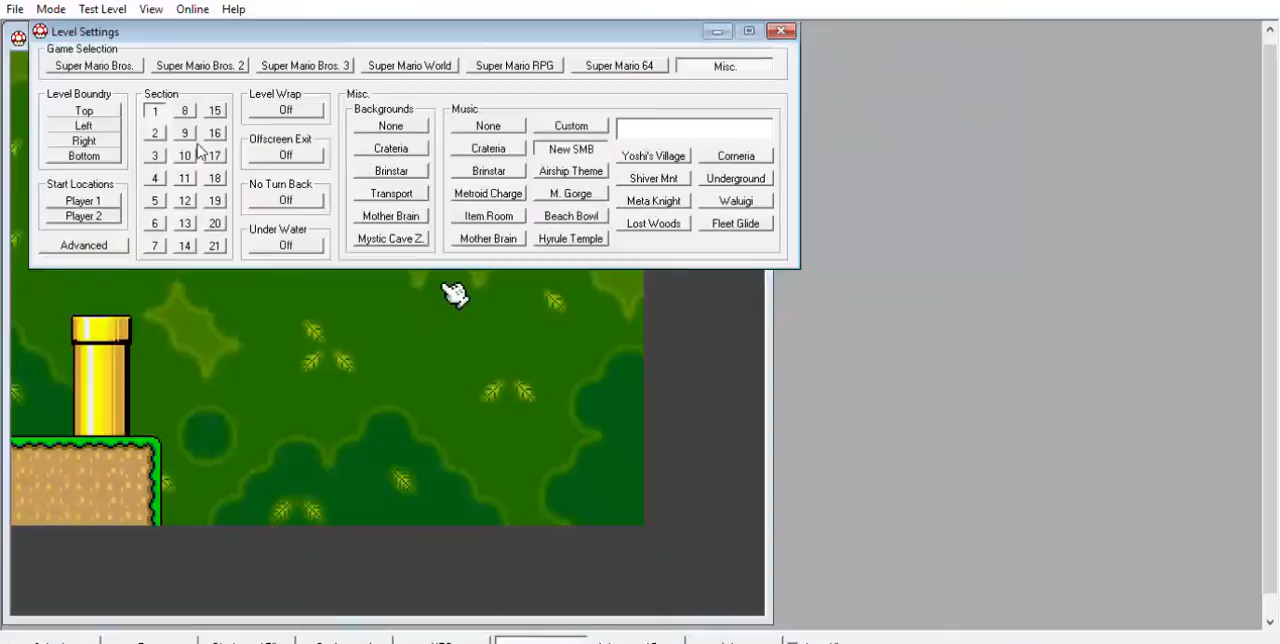 File Mode Test Level View Online Help
Level Settings
Game Selection
Super Mario Bros. Super Mario Bros. 2 Super Mario Bros. 3 Super Mario World Super Mario RPG Super Mario 64 Misc.
Level Boundry
Top
Left
Right
Bottom
Start Locations
Player 1
Player 2
Advanced
Section
1 8 15
2 9 16
3 10 17
4 11 18
5 12 19
6 13 20
7 14 21
Level Wrap
Off
Offscreen Exit
Off
No Turn Back
Off
Under Water
Off
Misc.
Backgrounds
None
Crateria
Brinstar
Transport
Mother Brain
Mystic Cave Z.
Music
None Custom
Crateria New SMB Yoshi's Village Corneria
Brinstar Airship Theme Shiver Mnt Underground
Metroid Charge M. Gorge Meta Knight Waluigi
Item Room Beach Bowl Lost Woods Fleet Glide
Mother Brain Hyrule Temple